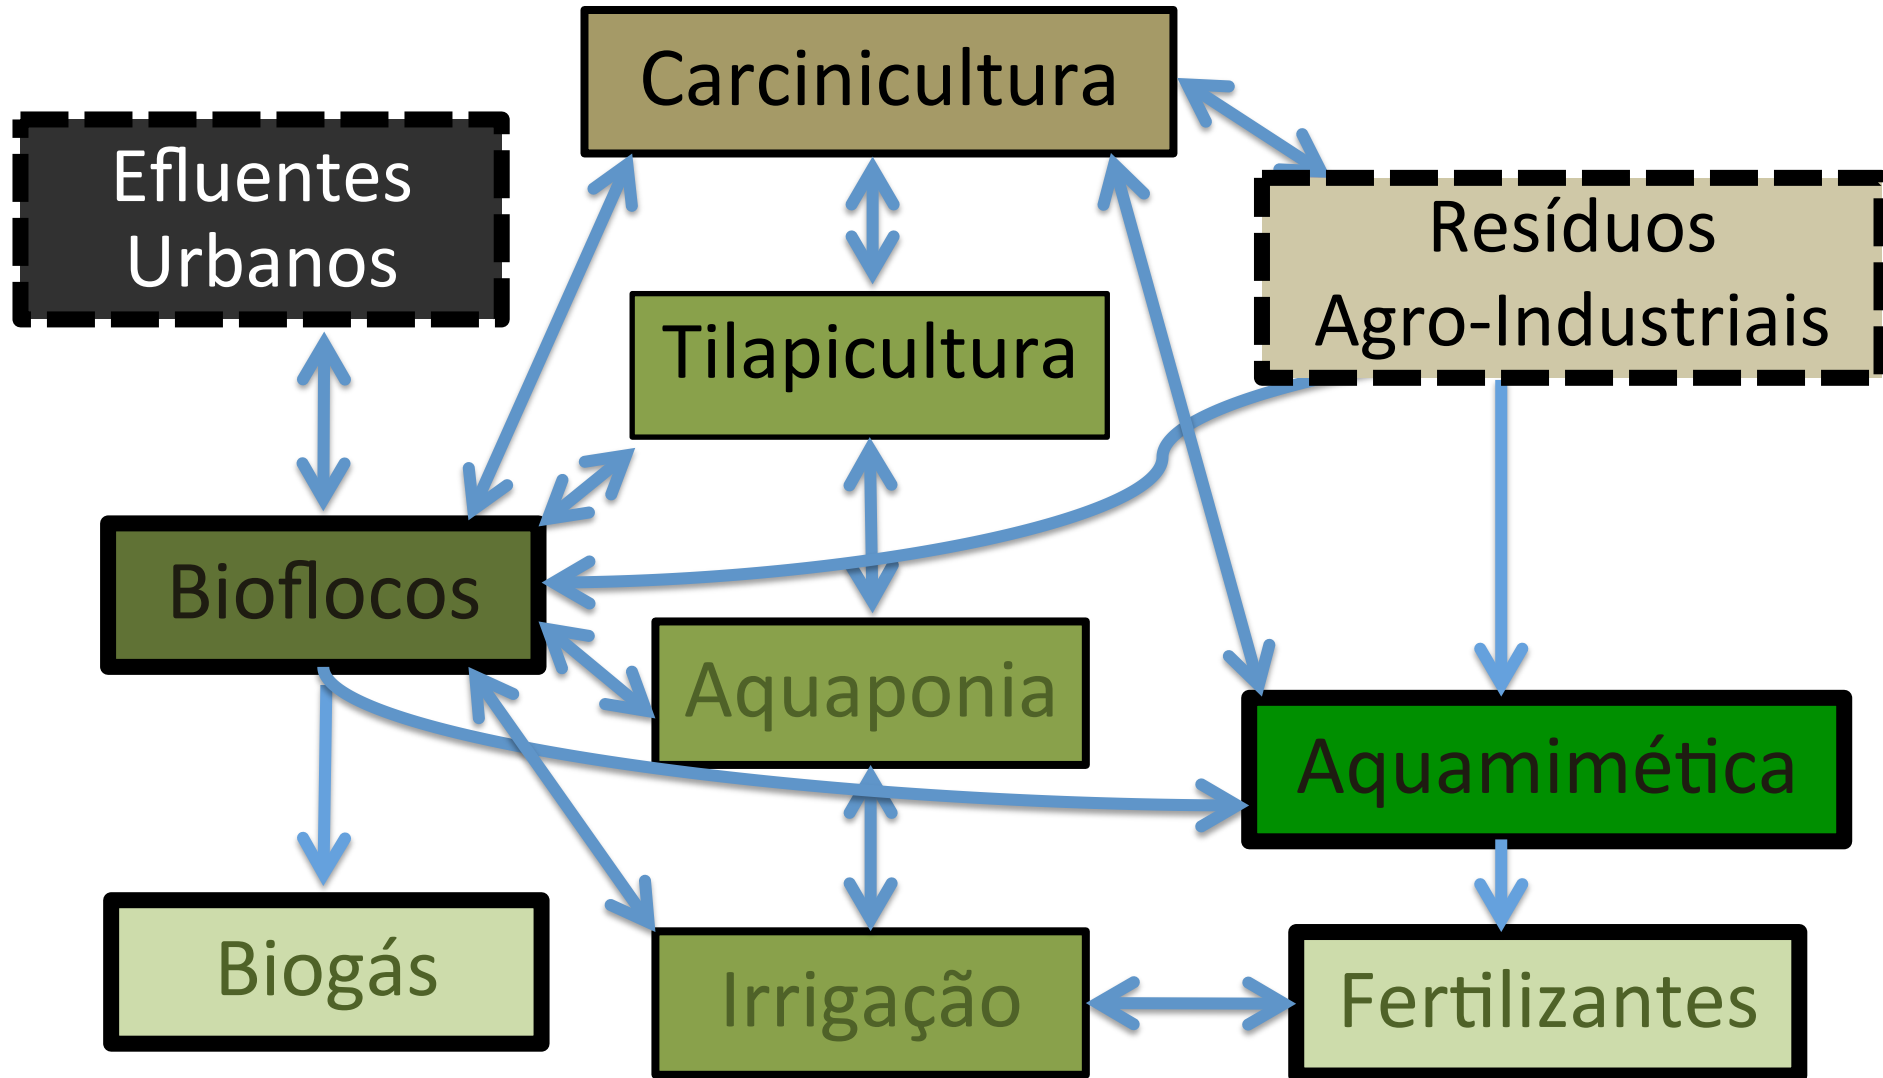 Carcinicultura
Efluentes
Urbanos
Resíduos
Agro-Industriais
Tilapicultura
Bioflocos
Aquaponia
Aquamimética
Biogás
Irrigação
Fertilizantes